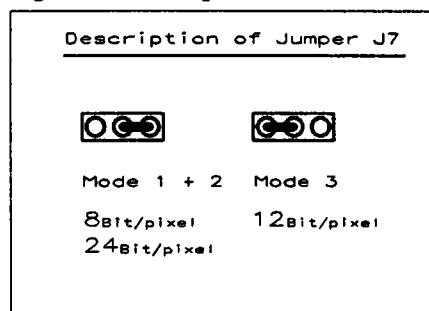 Description of Jumper J7
Mode 1 + 2 Mode 3
8Bit/pixel 12Bit/pixel
24Bit/pixel